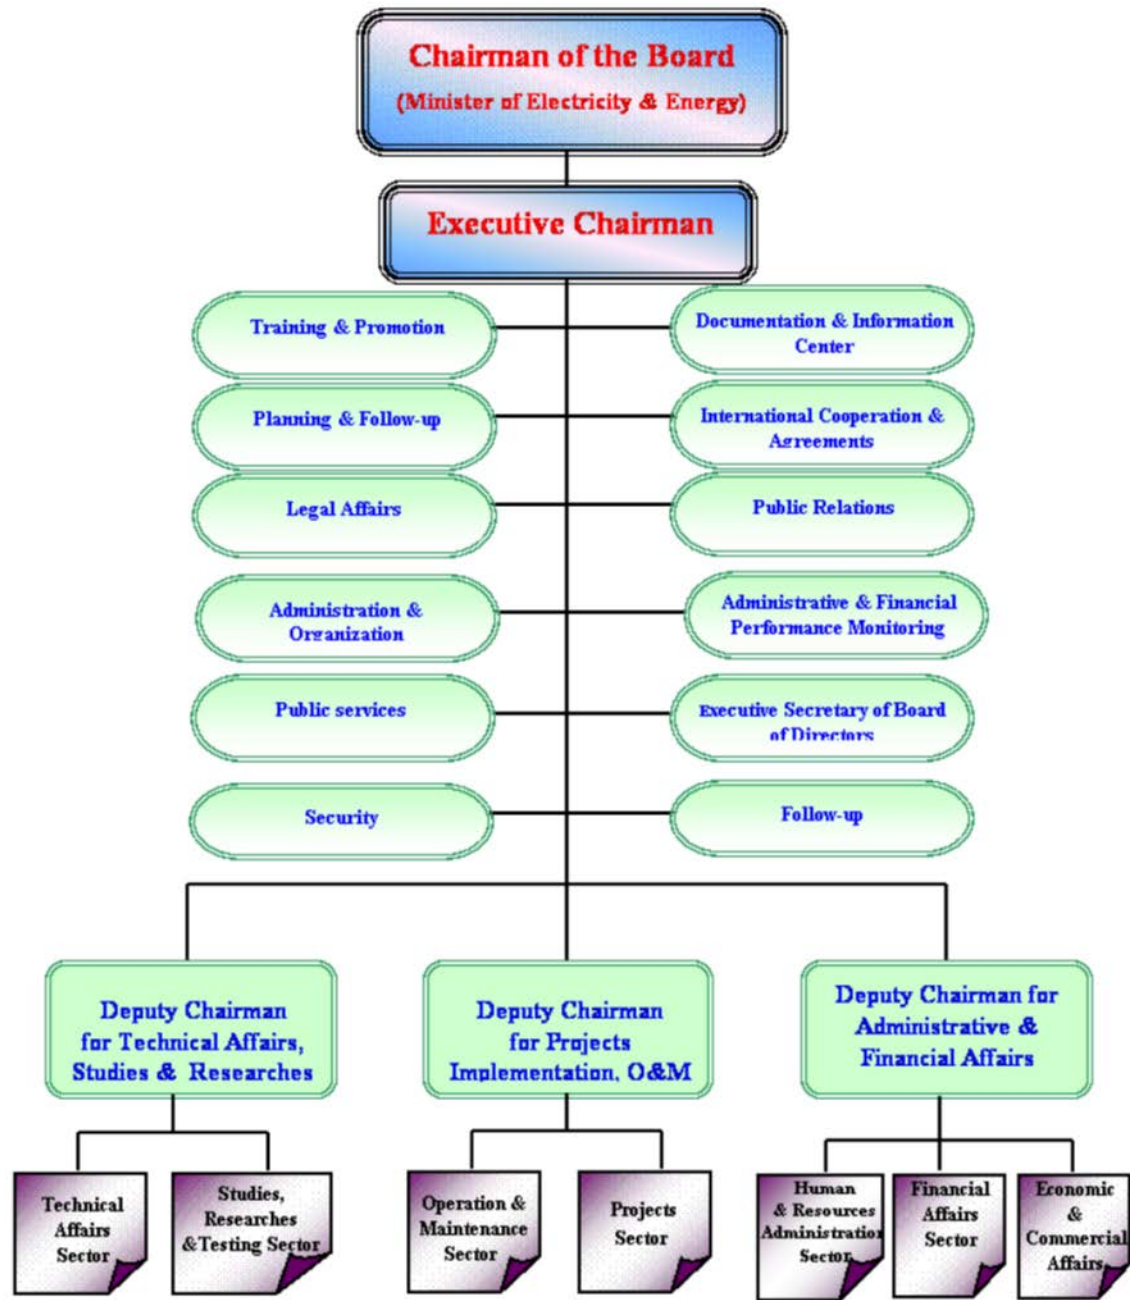 Chairman of the Board
(Minister of Electricity & Energy)
Executive Chairman
Training & Promotion
Documentation & Information
Center
Planning & Follow-up
International Cooperation &
Agreements
Legal Affairs
Public Relations
Administration &
Organization
Administrative & Financial
Performance Monitoring
Public services
Executive Secretary of Board
of Directors
Security
Follow-up
Deputy Chairman
for Technical Affairs,
Studies & Researches
Deputy Chairman
for Projects
Implementation, O&M
Deputy Chairman for
Administrative &
Financial Affairs
Technical
Affairs
Sector
Studies,
Researches
&Testing Sector
Operation &
Maintenance
Sector
Projects
Sector
Human
& Resources
Administration
Sector
Financial
Affairs
Sector
Economic
&
Commercial
Affairs